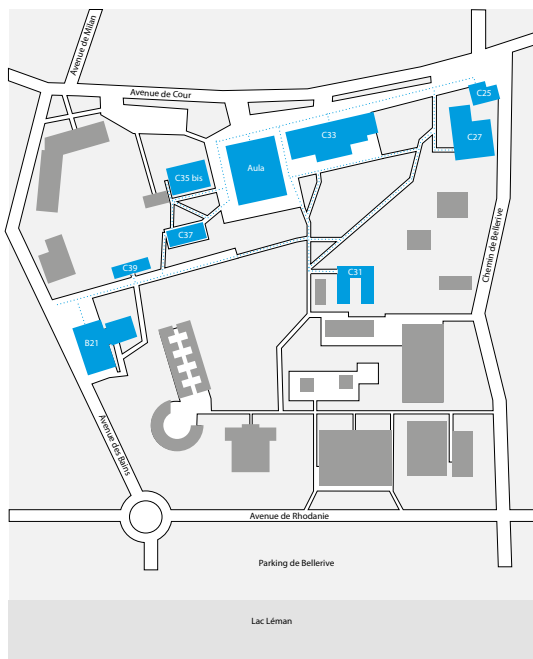 Avenue de Milan
Avenue de Cour
C25
C33
C27
Aula
C35 bis
C37
C39
C31
Chemin de Bellerive
B21
Avenue des Bains
Avenue de Rhodanie
Parking de Bellerive
Lac Léman